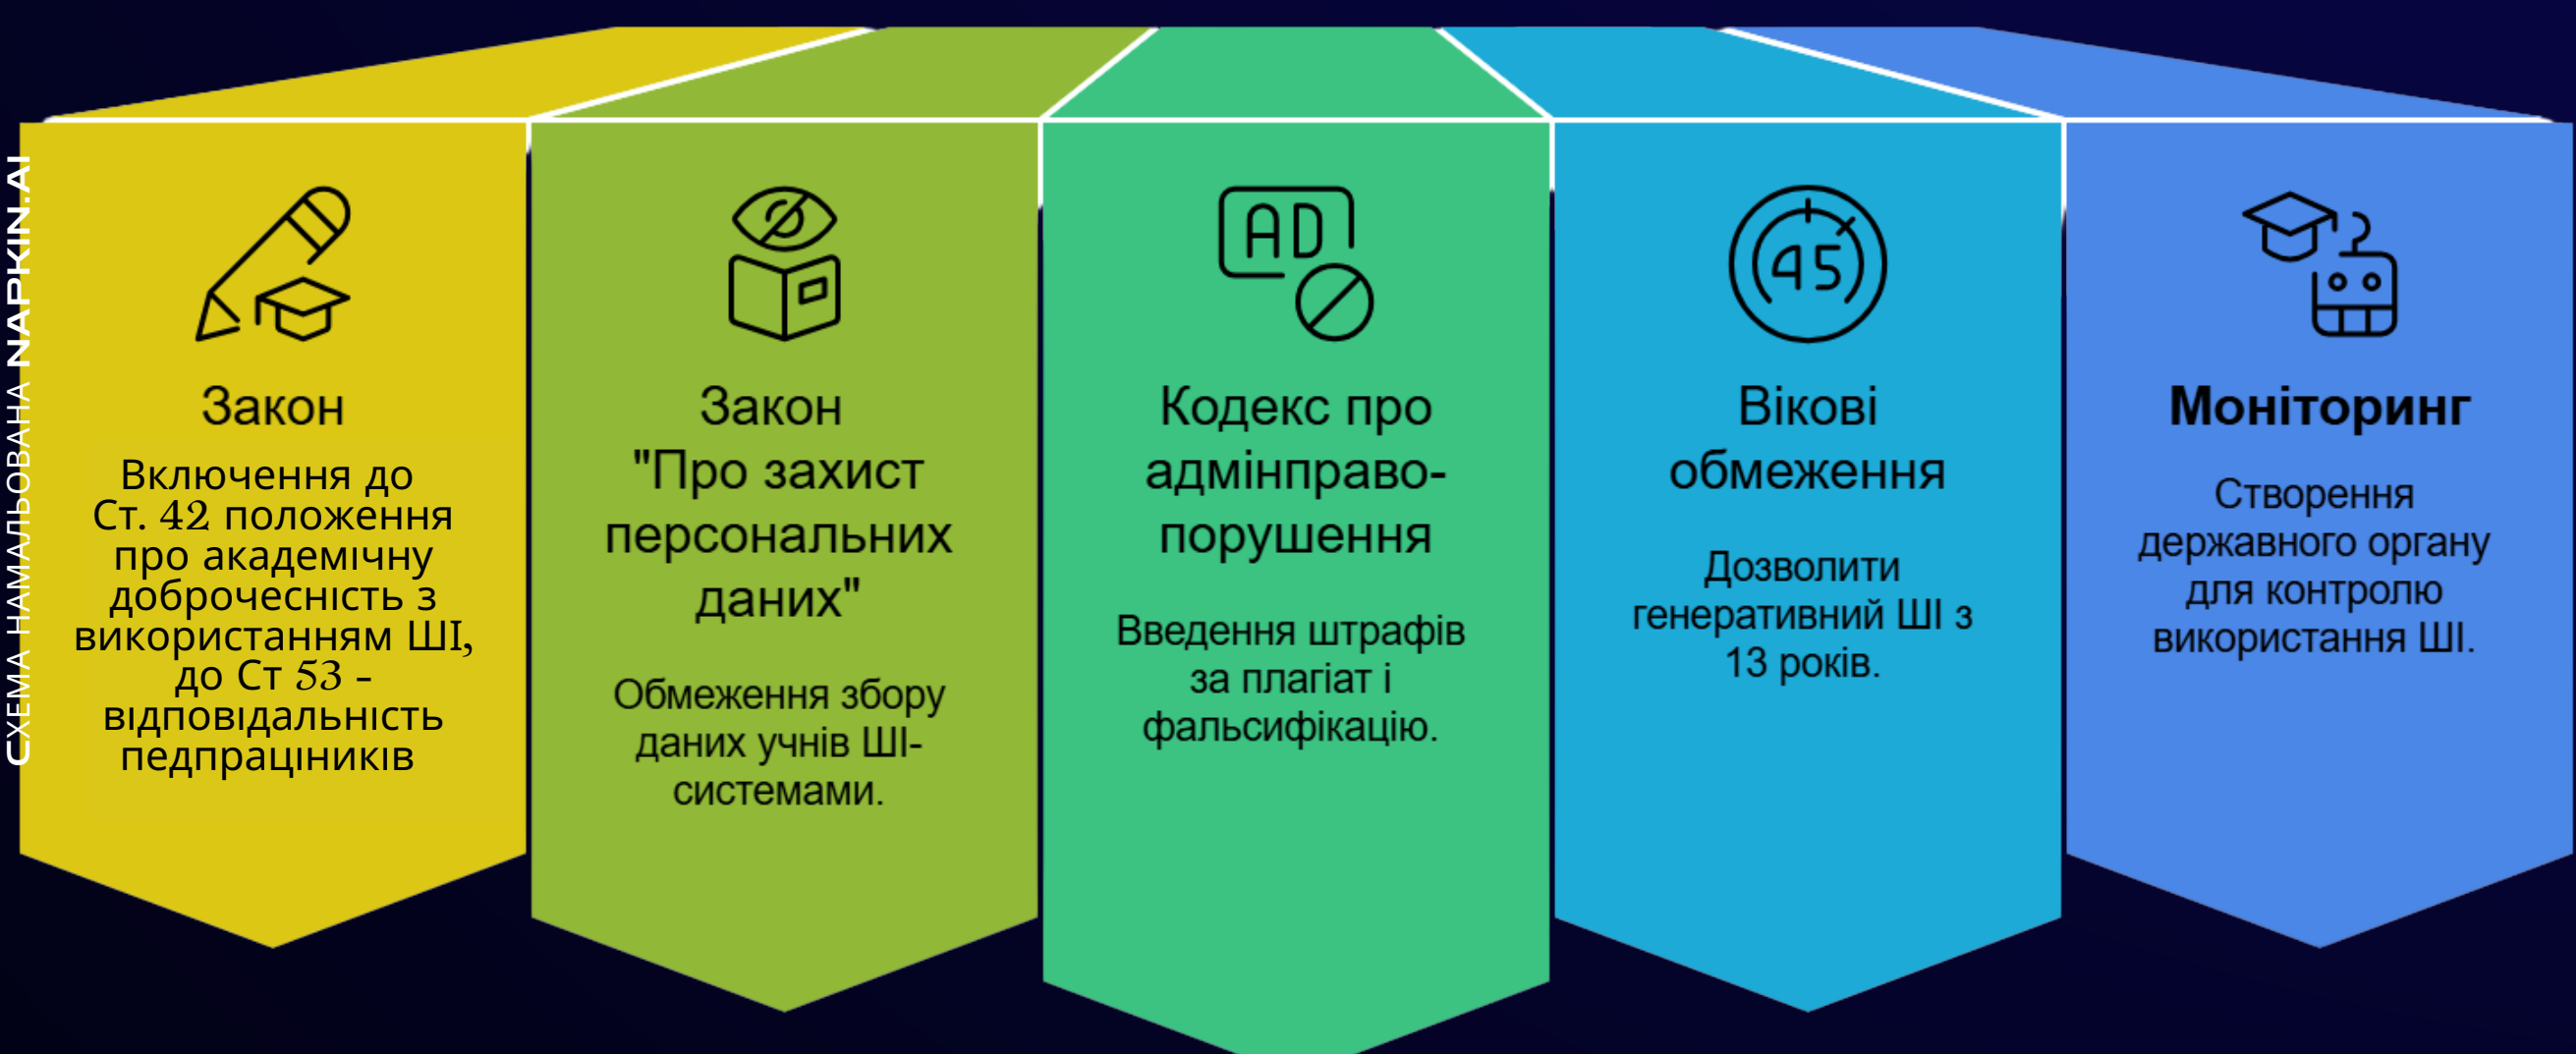 СХЕМА НАМАЛЬОВАНА NAPKIN.AI
AD
45
Закон
Включення до
Ст. 42 положення
про академічну
доброчесність з
використанням ШІ,
до Ст 53 -
відповідальність
педпраціників
Закон
"Про захист
персональних
даних"
Обмеження збору
даних учнів ШІ-
системами.
Кодекс про
адмінправо-
порушення
Введення штрафів
за плагіат і
фальсифікацію.
Вікові
обмеження
Дозволити
генеративний ШІ з
13 років.
Моніторинг
Створення
державного органу
для контролю
використання ШІ.